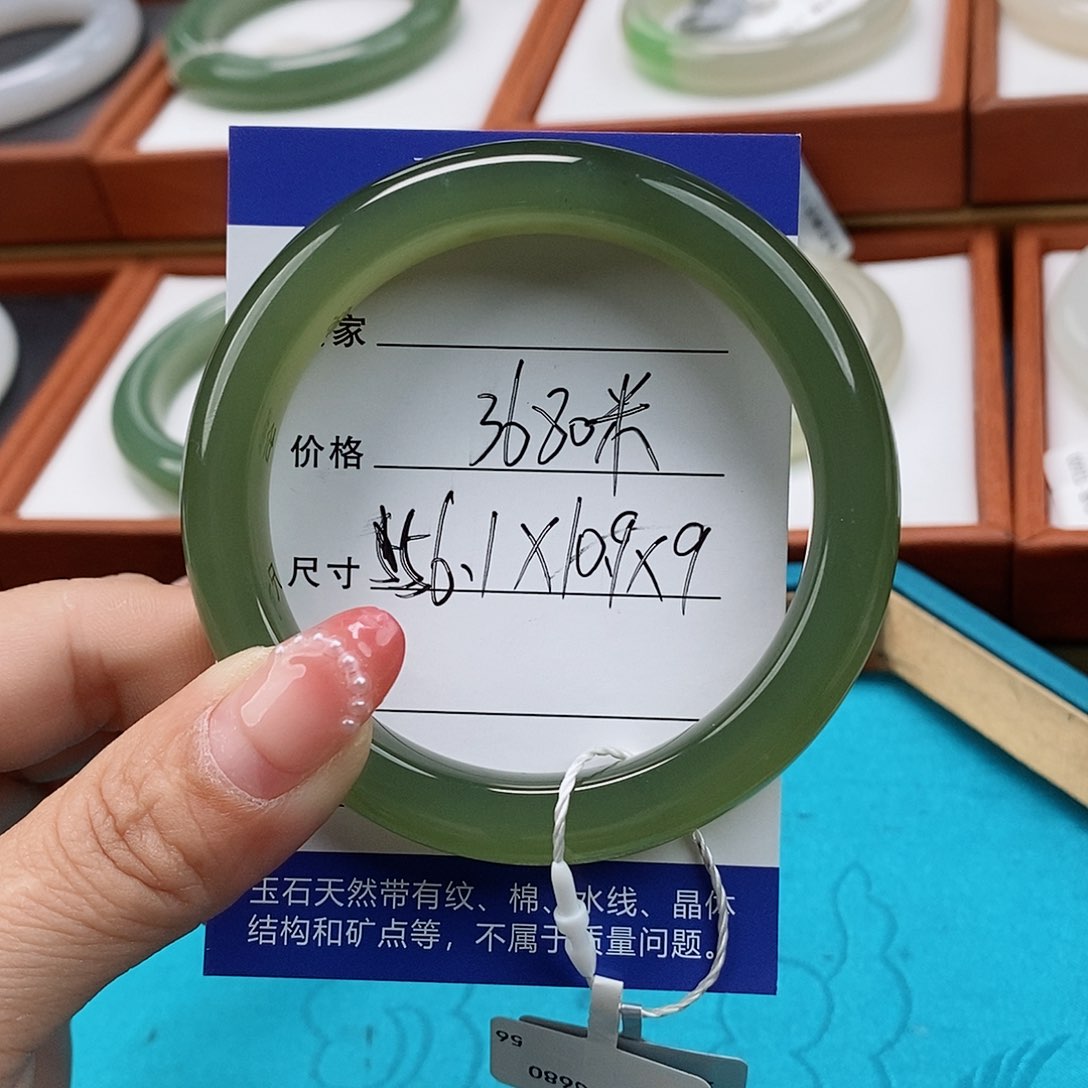 家
价格 3680米
尺寸 56.1X10.9X9
玉石天然带有纹、棉、水线、晶体
结构和矿点等，不属于质量问题。
56